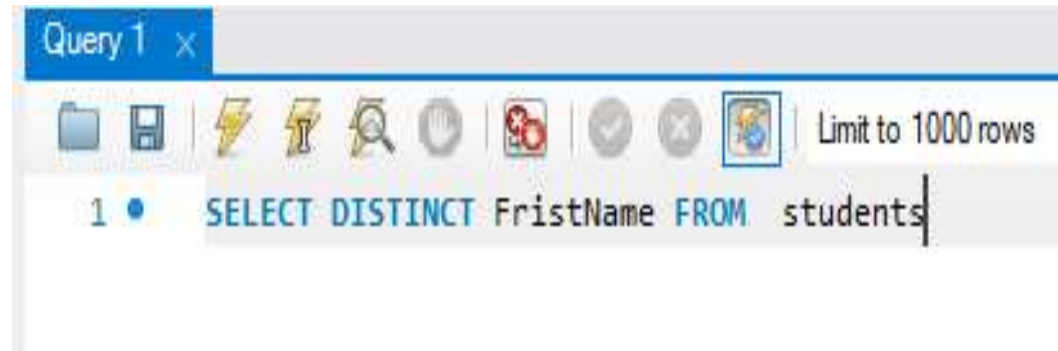 Query 1
Limit to 1000 rows
1 SELECT DISTINCT FristName FROM students